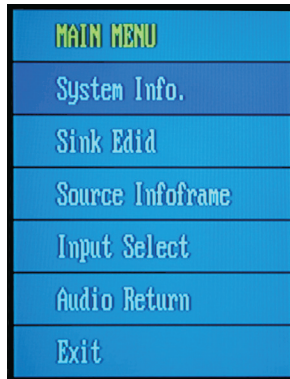 MAIN MENU
System Info.
Sink Edid
Source Infoframe
Input Select
Audio Return
Exit